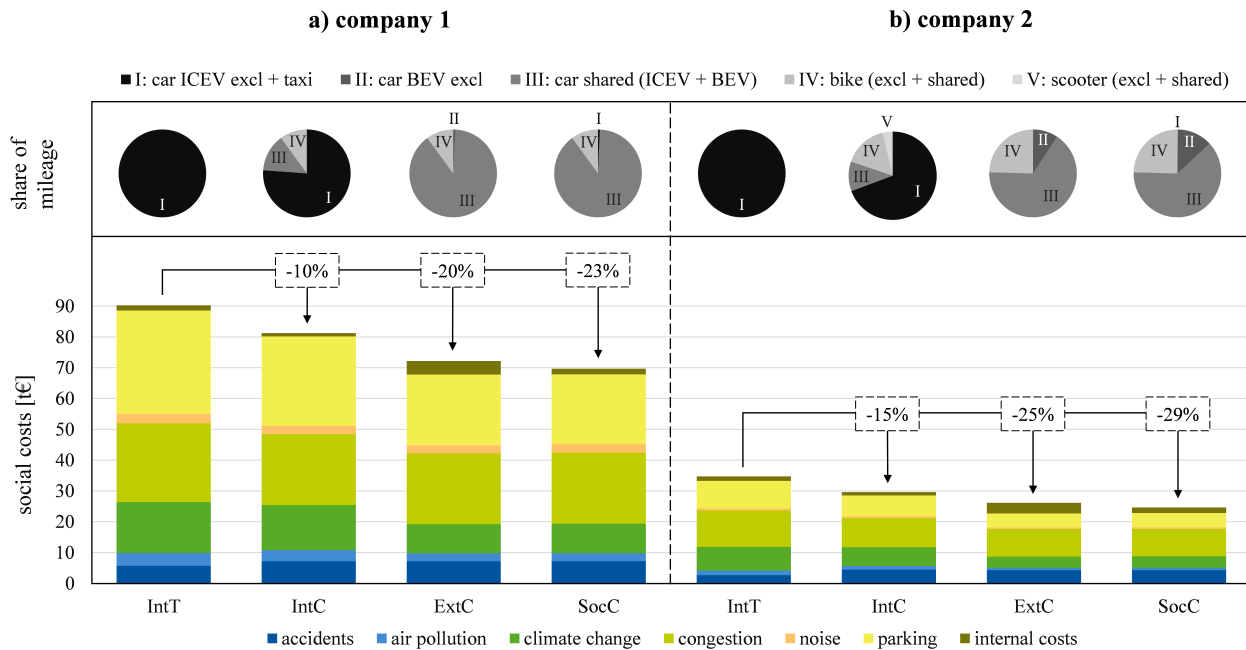 a) company 1
b) company 2
I: car ICEV excl + taxi
II: car BEV excl
III: car shared (ICEV + BEV)
IV: bike (excl + shared)
V: scooter (excl + shared)
share of
mileage
I
IV
III
I
II
IV
III
I
IV
III
I
V
IV
III
I
II
IV
III
I
II
IV
III
social costs [t€]
90
80
70
60
50
40
30
20
10
0
-10%
-20%
-23%
-15%
-25%
-29%
IntT
IntC
ExtC
SocC
IntT
IntC
ExtC
SocC
accidents
air pollution
climate change
congestion
noise
parking
internal costs